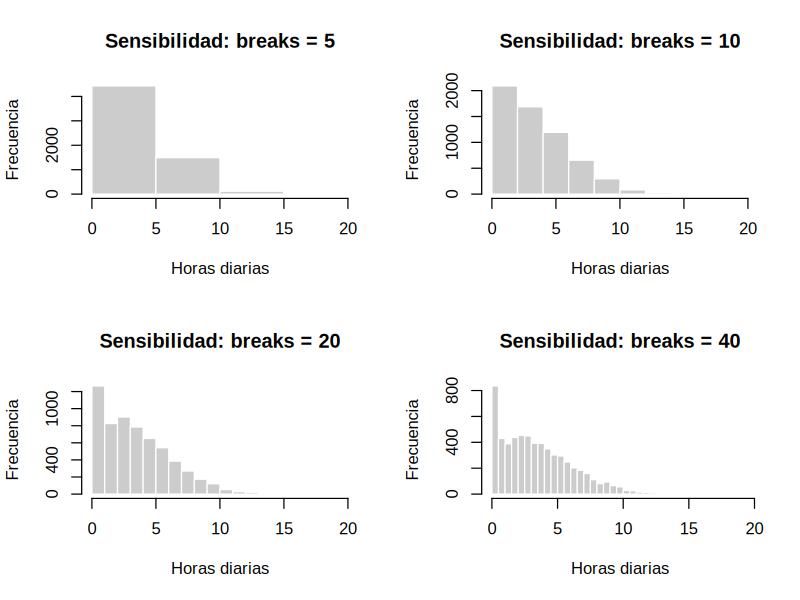 Sensibilidad: breaks = 5
Frecuencia
0
2000
0 5 10 15 20
Horas diarias
Sensibilidad: breaks = 10
Frecuencia
0
1000
2000
0 5 10 15 20
Horas diarias
Sensibilidad: breaks = 20
Frecuencia
0
400
1000
0 5 10 15 20
Horas diarias
Sensibilidad: breaks = 40
Frecuencia
0
400
800
0 5 10 15 20
Horas diarias